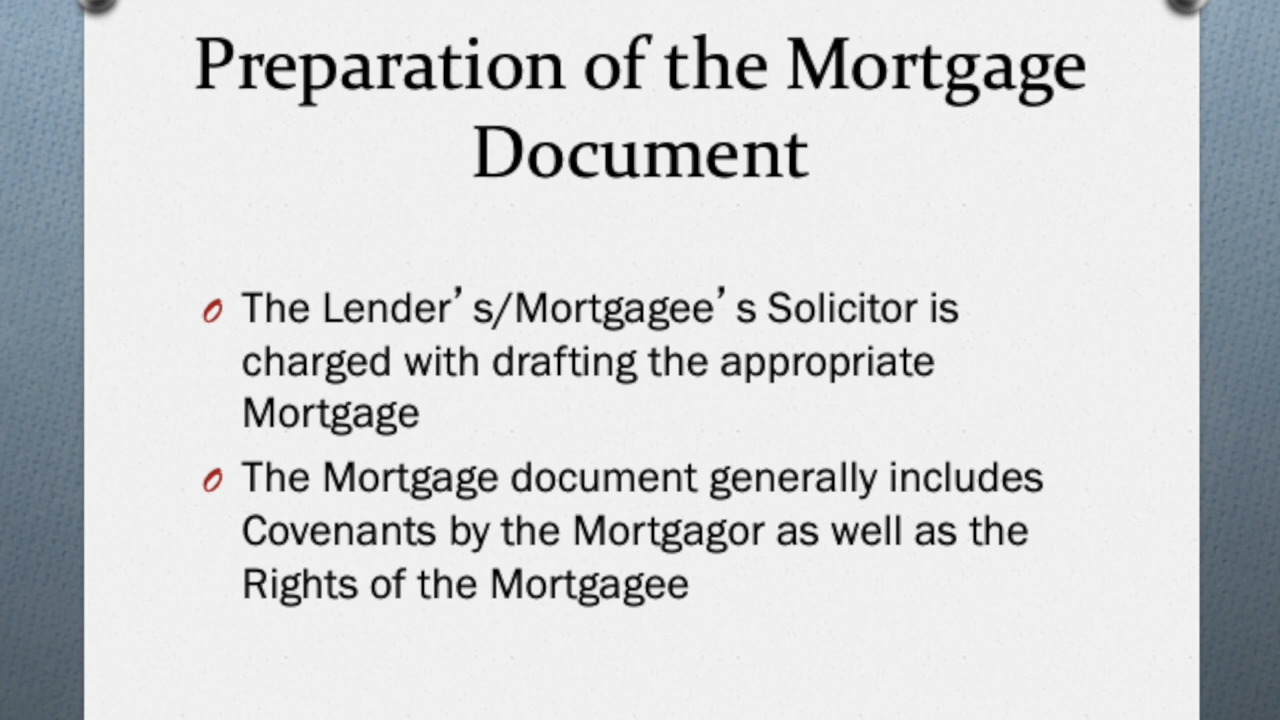 Preparation of the Mortgage
Document
The Lender’s/Mortgagee’s Solicitor is
charged with drafting the appropriate
Mortgage
The Mortgage document generally includes
Covenants by the Mortgagor as well as the
Rights of the Mortgagee